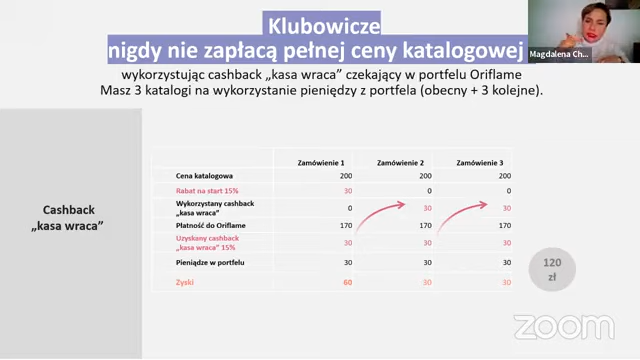 Klubowicze
nigdy nie zapłacą pełnej ceny katalogowej
wykorzystując cashback „kasa wraca” czekający w portfelu Oriflame
Masz 3 katalogi na wykorzystanie pieniędzy z portfela (obecny + 3 kolejne).
Magdalena Ch...
Cashback
„kasa wraca”
Zamówienie 1 Zamówienie 2 Zamówienie 3
Cena katalogowa 200 200 200
Rabat na start 15% 30 0 0
Wykorzystany cashback
„kasa wraca” 0 30 30
Płatność do Oriflame 170 170 170
Uzyskany cashback
„kasa wraca” 15% 30 30 30
Pieniądze w portfelu 30 30 30
Zyski 60 30 30
120
zł
zoom